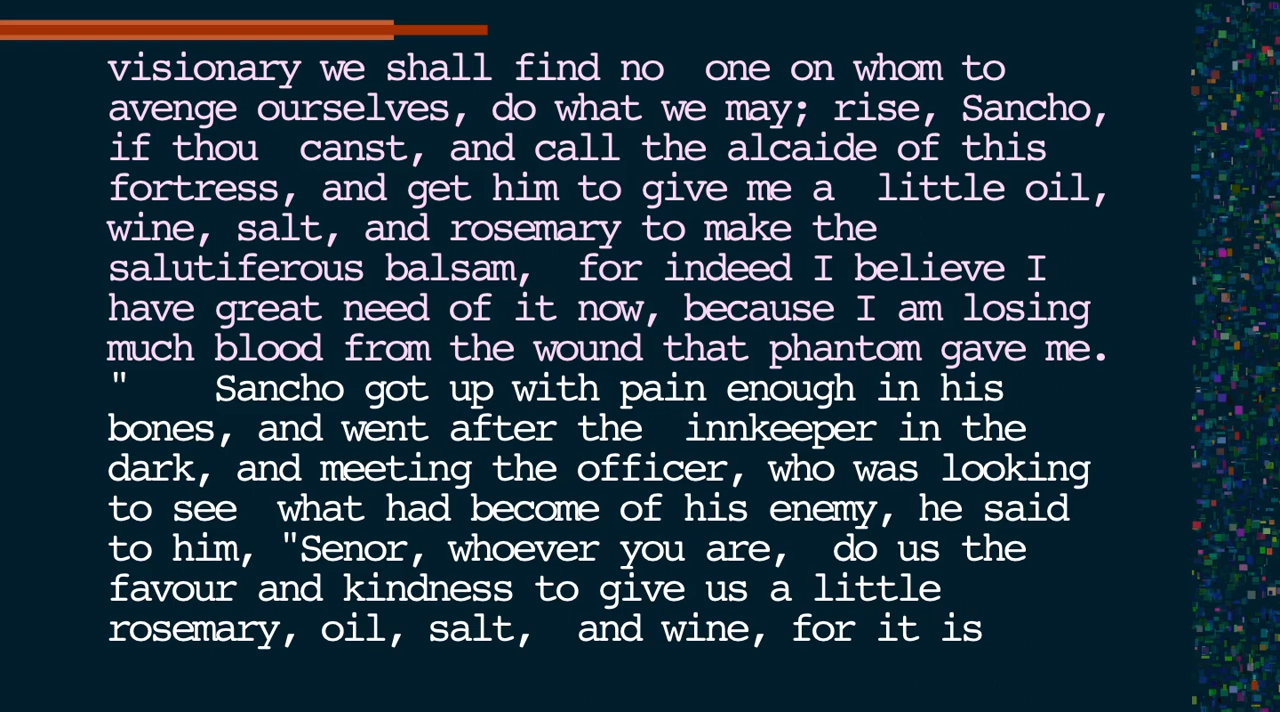 visionary we shall find no  one on whom to
avenge ourselves, do what we may; rise, Sancho,
if thou  canst, and call the alcaide of this
fortress, and get him to give me a  little oil,
wine, salt, and rosemary to make the
salutiferous balsam,  for indeed I believe I
have great need of it now, because I am losing
much blood from the wound that phantom gave me.
"    Sancho got up with pain enough in his
bones, and went after the  innkeeper in the
dark, and meeting the officer, who was looking
to see  what had become of his enemy, he said
to him, "Senor, whoever you are,  do us the
favour and kindness to give us a little
rosemary, oil, salt,  and wine, for it is